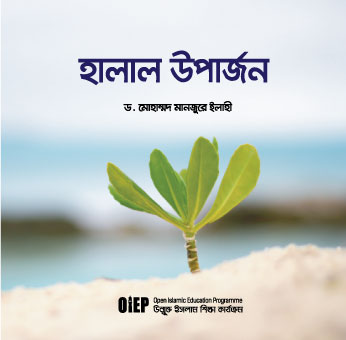 হালাল উপার্জন
ড. মোহাম্মদ মানজুরে ইলাহী
OIEP Open Islamic Education Programme
উন্মুক্ত ইসলাম শিক্ষা কার্যক্রম